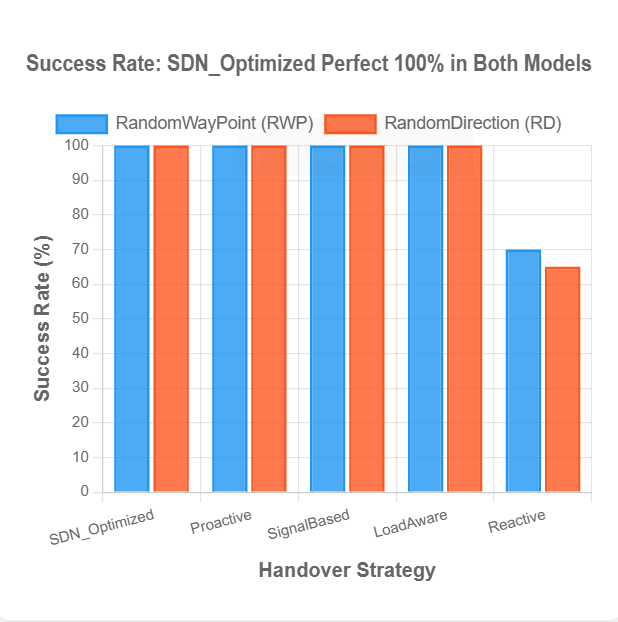 Success Rate: SDN_Optimized Perfect 100% in Both Models
RandomWayPoint (RWP) RandomDirection (RD)
100
90
80
70
60
50
40
30
20
10
0
Success Rate (%)
SDN_Optimized Proactive SignalBased LoadAware Reactive
Handover Strategy